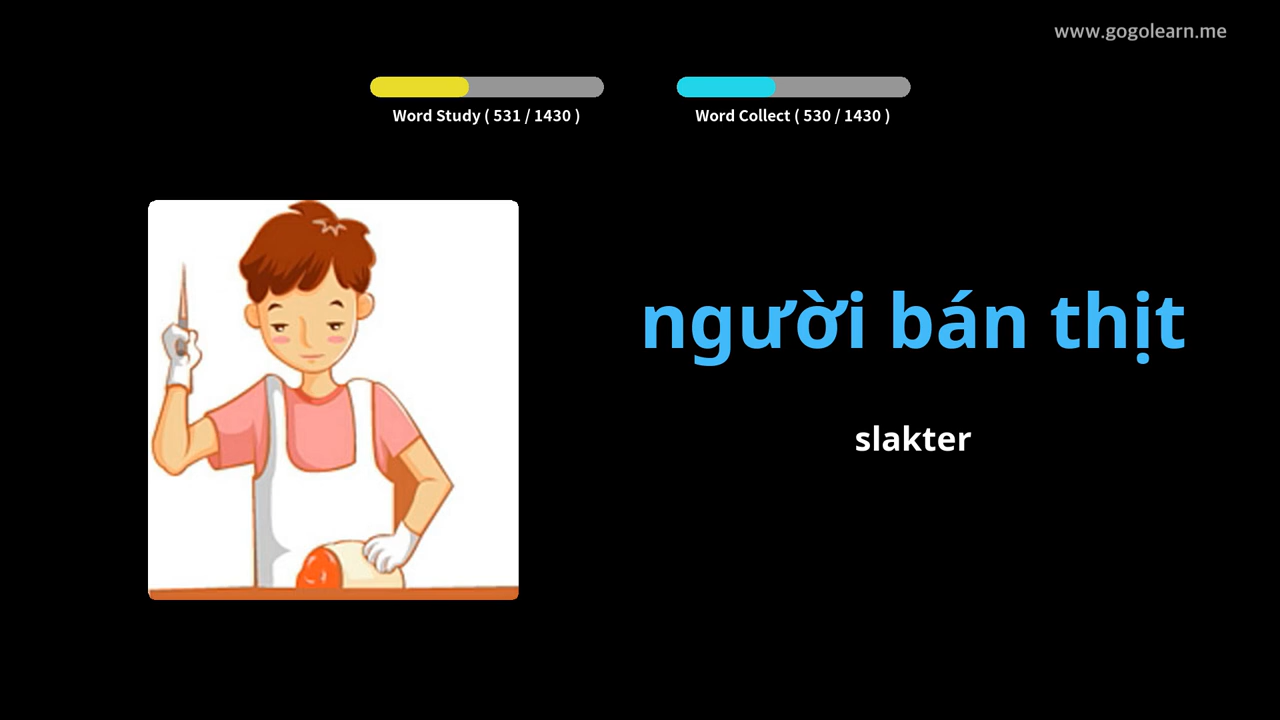 www.gogolearn.me
Word Study ( 531 / 1430 )
Word Collect ( 530 / 1430 )
người bán thịt
slakter